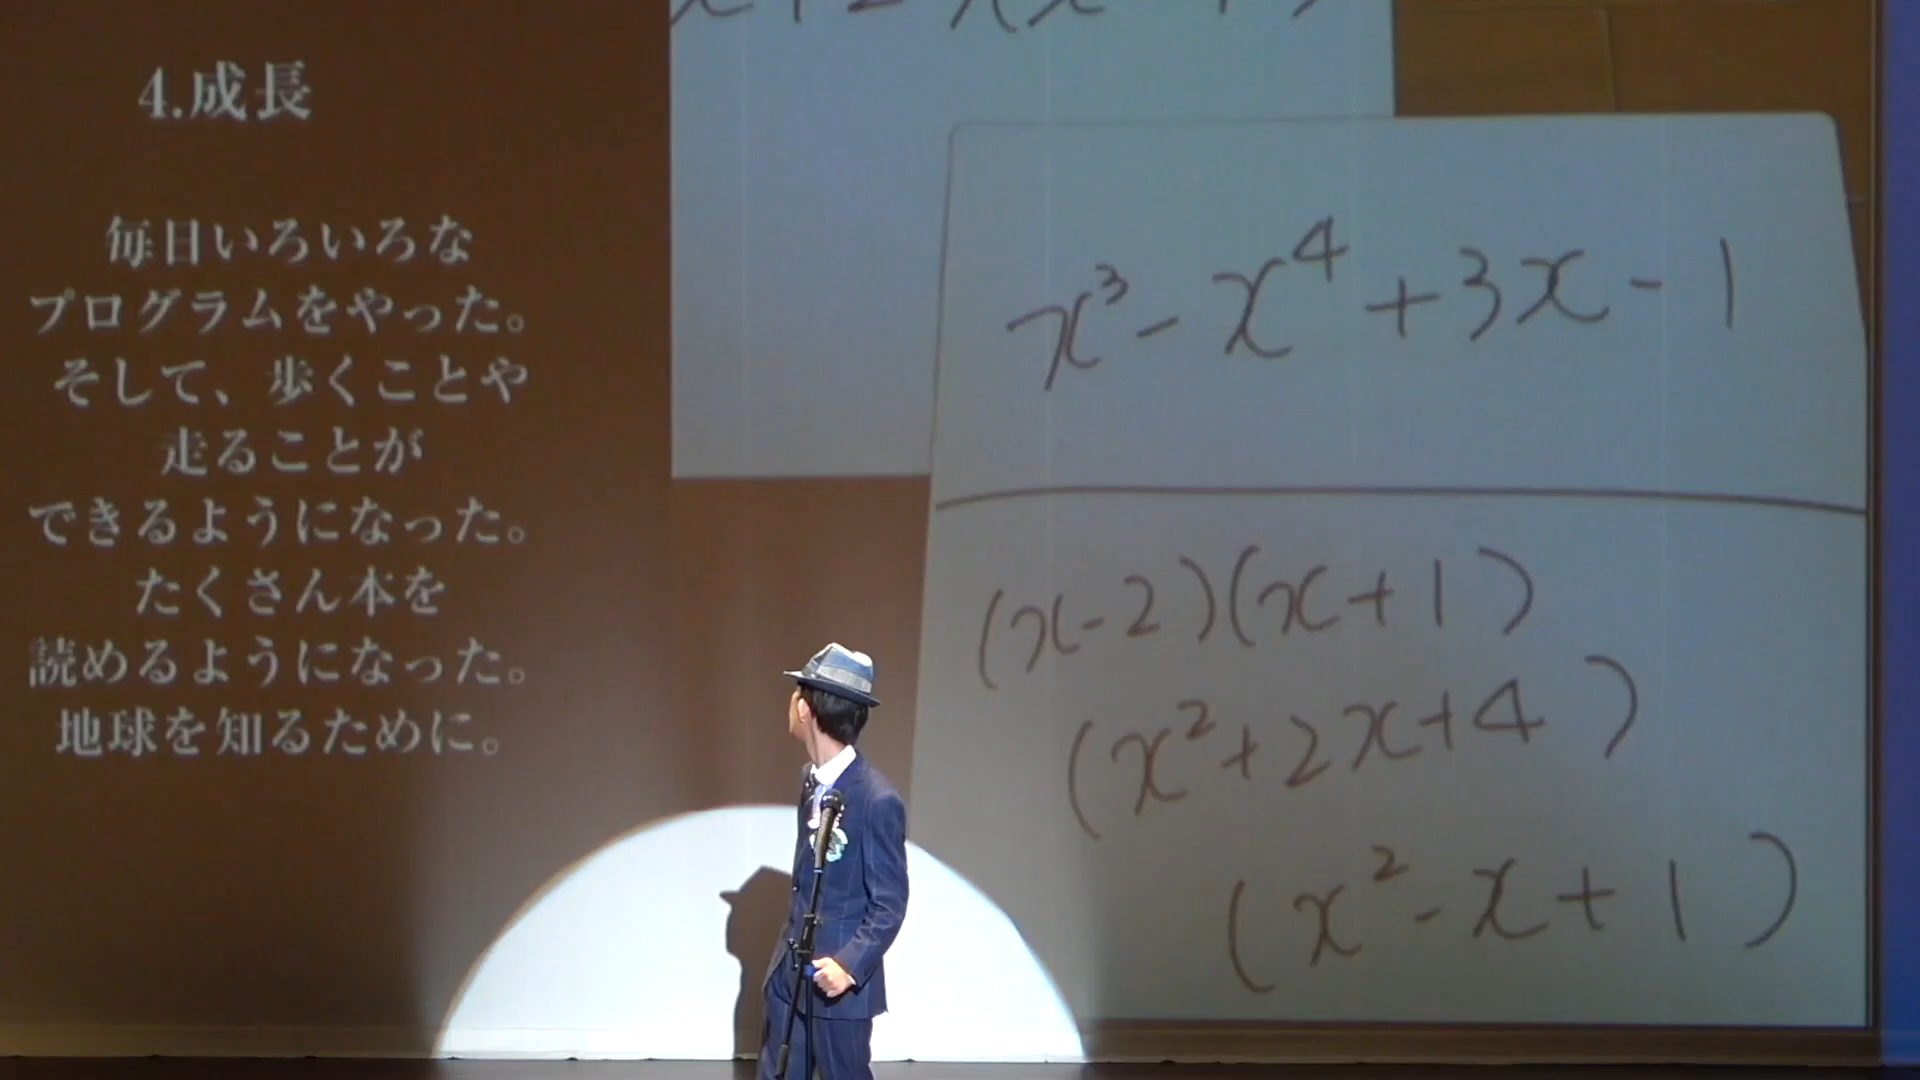 4.成長
毎日いろいろな
プログラムをやった。
そして、歩くことや
走ることが
できるようになった。
たくさん本を
読めるようになった。
地球を知るために。
x³-x⁴+3x-1
(x-2)(x+1)
(x²+2x+4)
(x²-x+1)